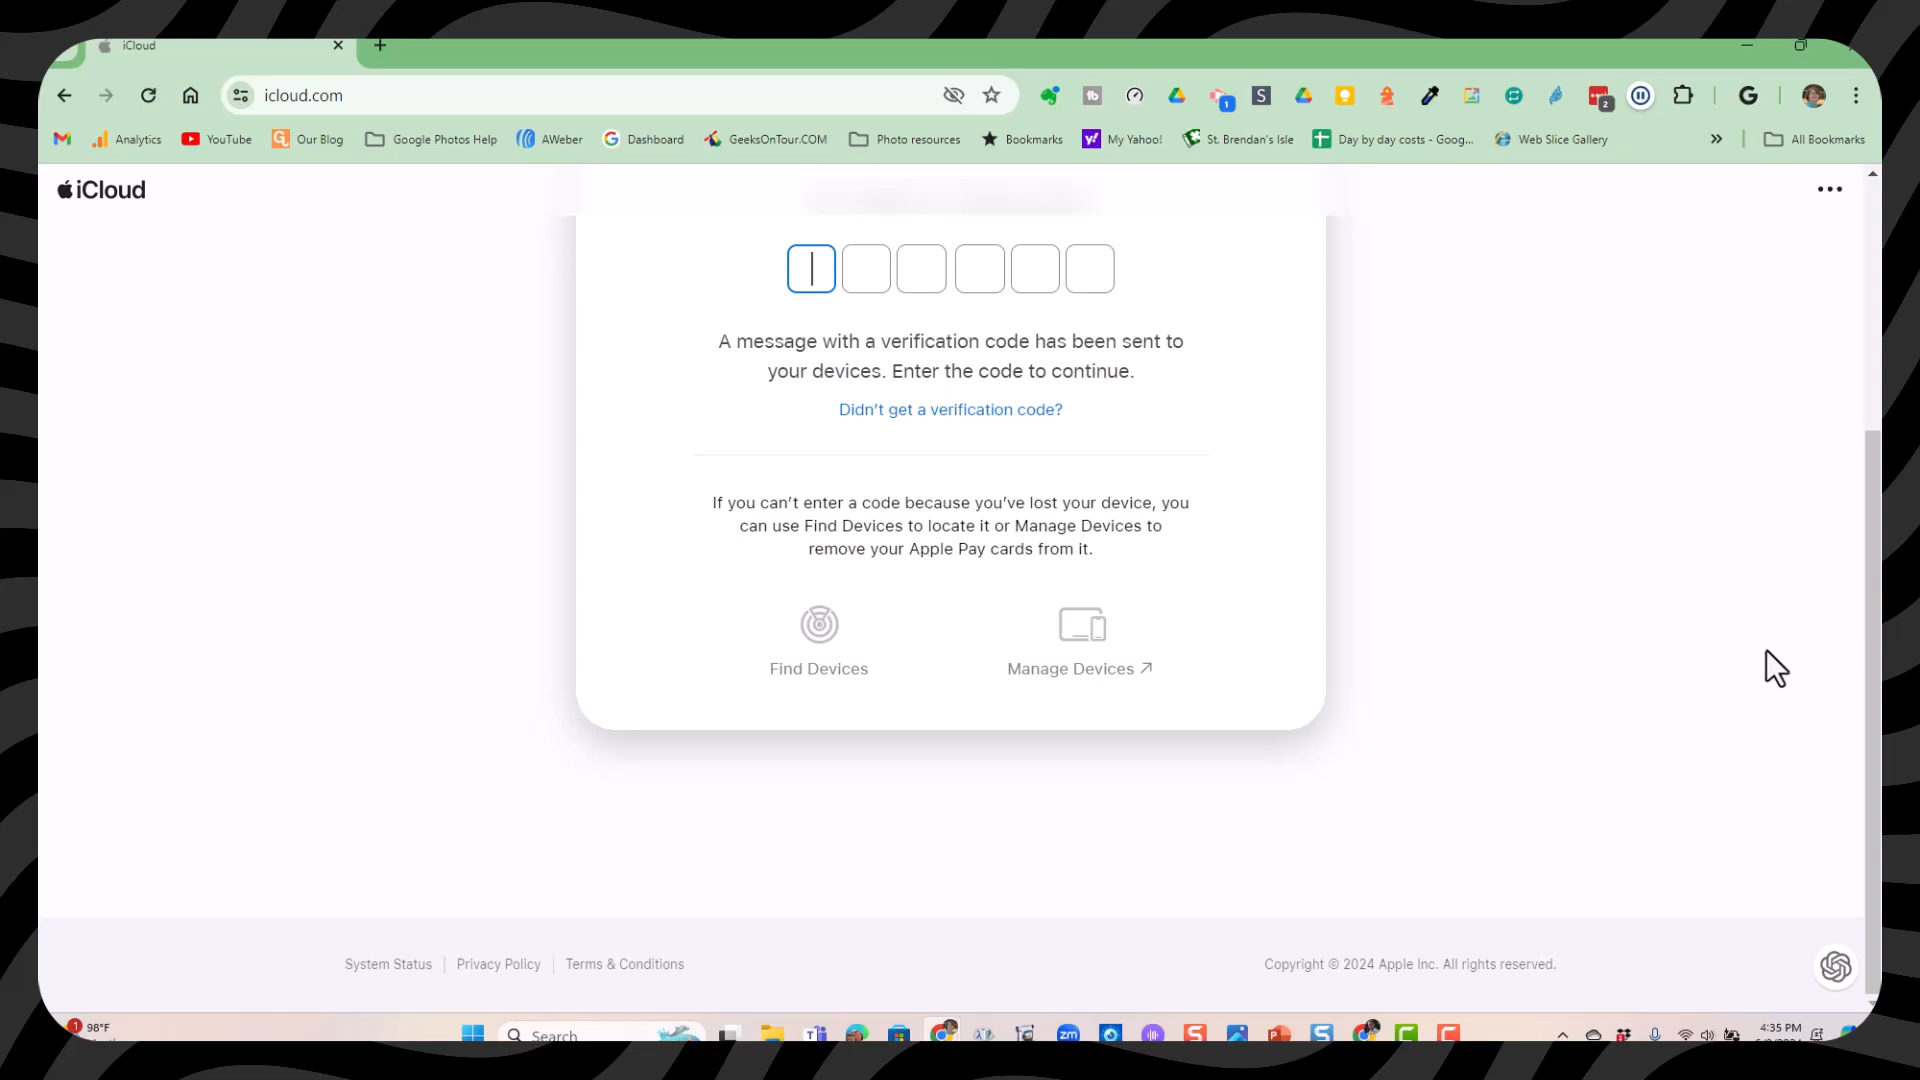 iCloud
icloud.com
1
2
Analytics
YouTube
Our Blog
Google Photos Help
AWeber
Dashboard
GeeksOnTour.COM
Photo resources
Bookmarks
My Yahoo!
St. Brendan's Isle
Day by day costs - Goog...
Web Slice Gallery
All Bookmarks
iCloud
A message with a verification code has been sent to
your devices. Enter the code to continue.
Didn't get a verification code?
If you can't enter a code because you've lost your device, you
can use Find Devices to locate it or Manage Devices to
remove your Apple Pay cards from it.
Find Devices
Manage Devices
System Status
Privacy Policy
Terms & Conditions
Copyright © 2024 Apple Inc. All rights reserved.
1
98°F
Search
zm
4:35 PM